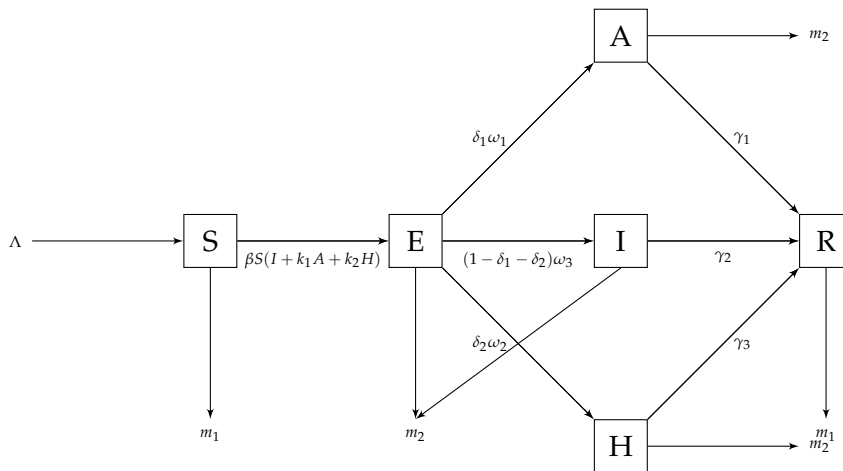 A
m₂
δ₁ω₁
γ₁
Λ
S
E
I
R
βS(I + k₁A + k₂H)
(1 − δ₁ − δ₂)ω₃
γ₂
δ₂ω₂
γ₃
m₁
m₂
m₁
H
m₂